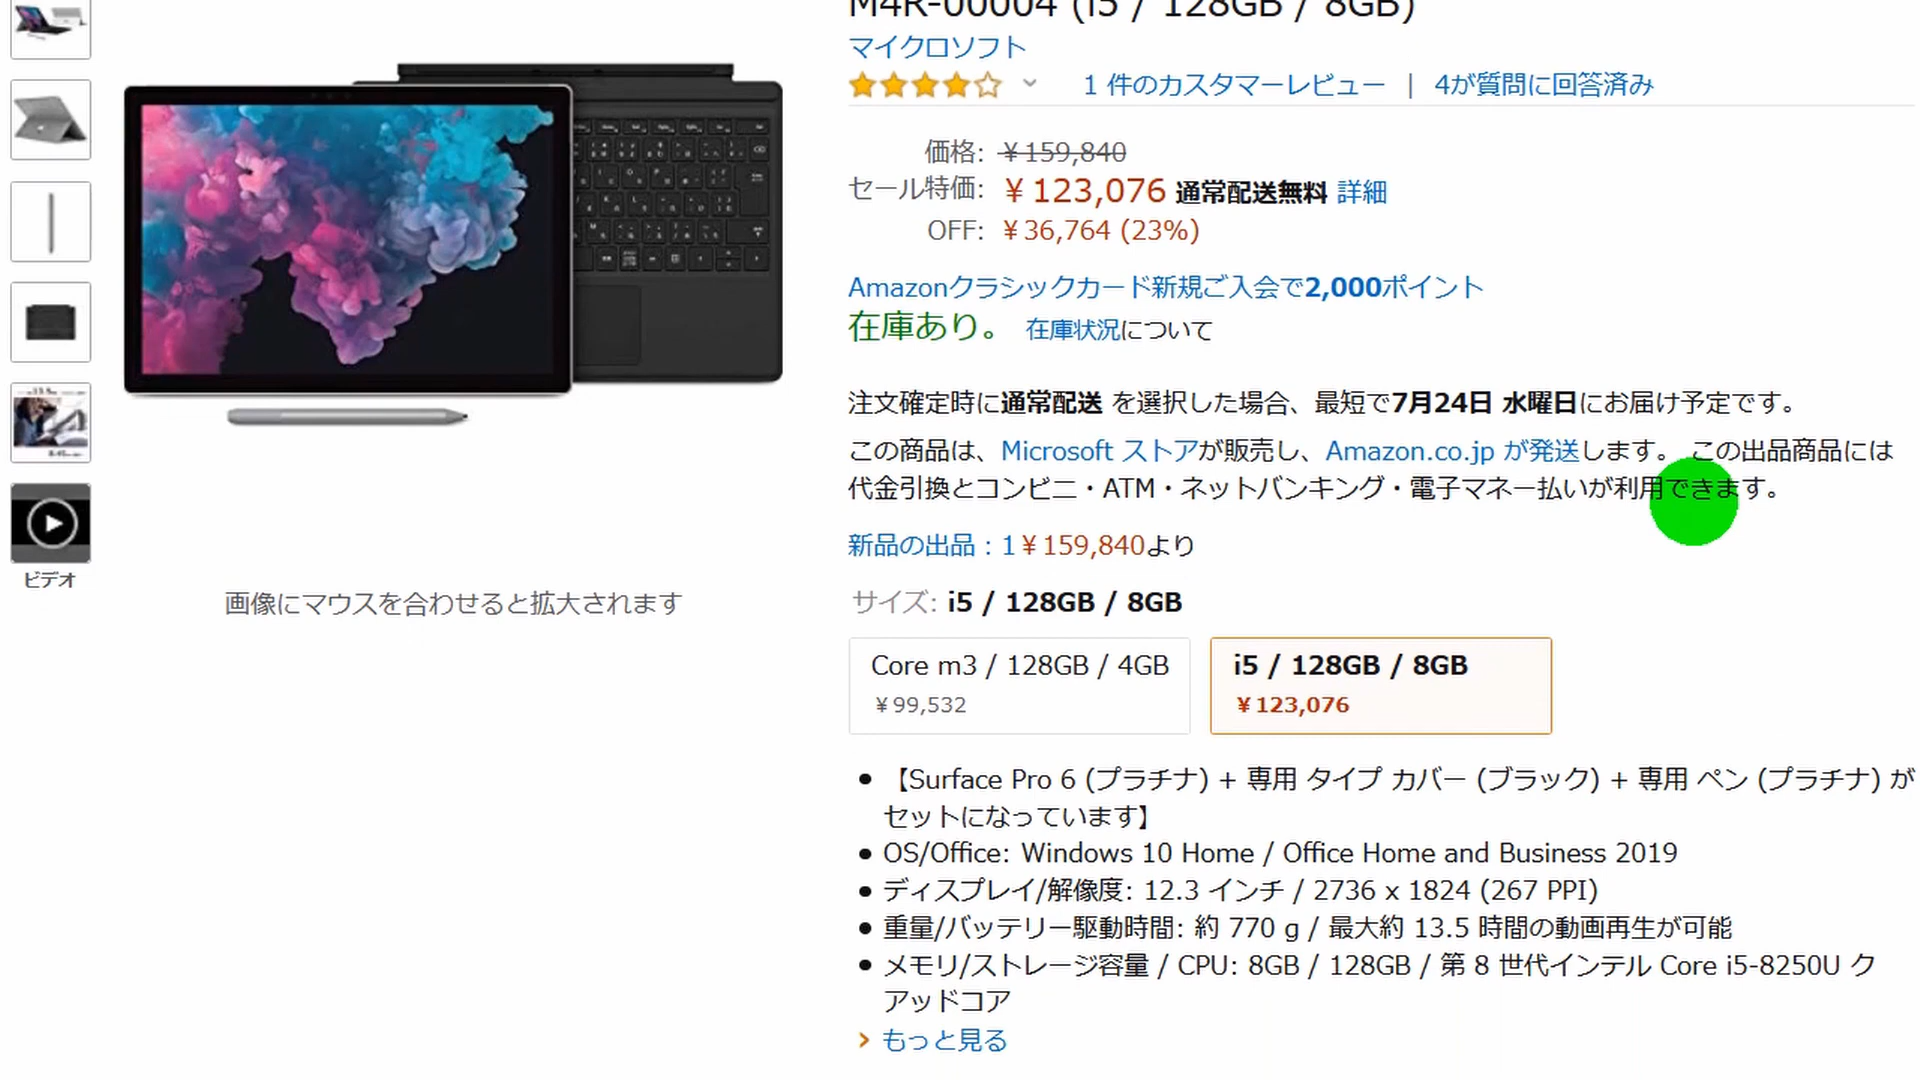 M4R-00004 (i5 / 128GB / 8GB)
マイクロソフト
1 件のカスタマーレビュー | 4が質問に回答済み
価格: ¥159,840
セール特価: ¥123,076 通常配送無料 詳細
OFF: ¥36,764 (23%)
Amazonクラシックカード新規ご入会で2,000ポイント
在庫あり。 在庫状況について
注文確定時に通常配送 を選択した場合、最短で7月24日 水曜日にお届け予定です。
この商品は、Microsoft ストアが販売し、Amazon.co.jp が発送します。 この出品商品には
代金引換とコンビニ・ATM・ネットバンキング・電子マネー払いが利用できます。
新品の出品：1¥159,840より
サイズ: i5 / 128GB / 8GB
Core m3 / 128GB / 4GB
¥99,532
i5 / 128GB / 8GB
¥123,076
• 【Surface Pro 6 (プラチナ) + 専用 タイプ カバー (ブラック) + 専用 ペン (プラチナ) が
セットになっています】
• OS/Office: Windows 10 Home / Office Home and Business 2019
• ディスプレイ/解像度: 12.3 インチ / 2736 x 1824 (267 PPI)
• 重量/バッテリー駆動時間: 約 770 g / 最大約 13.5 時間の動画再生が可能
• メモリ/ストレージ容量 / CPU: 8GB / 128GB / 第 8 世代インテル Core i5-8250U ク
アッドコア
› もっと見る
ビデオ
画像にマウスを合わせると拡大されます